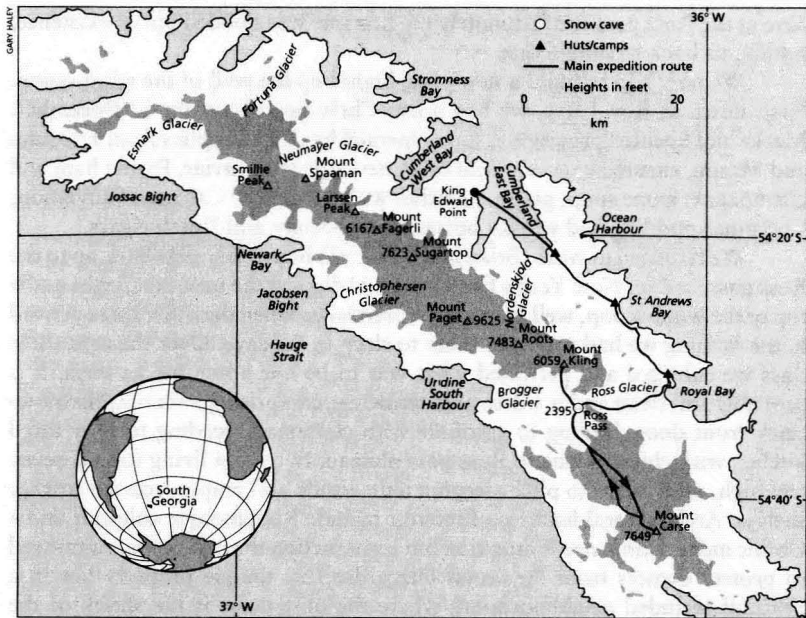 GARY HALEY
36° W
Snow cave
Huts/camps
Main expedition route
Heights in feet
0
20
km
Stromness
Bay
Fortuna Glacier
Esmark Glacier
Neumayer Glacier
Cumberland
West Bay
Mount
Spaaman
Smillie
Peak
Jossac Bight
Larssen
Peak
King
Edward
Point
Cumberland
East Bay
Ocean
Harbour
54°20' S
Mount
Fagerli
6167
Newark
Bay
7623
Mount
Sugartop
Nordenskjold
Glacier
St Andrews
Bay
Jacobsen
Bight
Christophersen
Glacier
Mount
Paget
9625
Mount
Roots
7483
Hauge
Strait
6059
Mount
Kling
Undine
South
Harbour
Brogger
Glacier
Ross Glacier
Royal Bay
2395
Ross
Pass
South
Georgia
54°40' S
Mount
Carse
7649
37° W